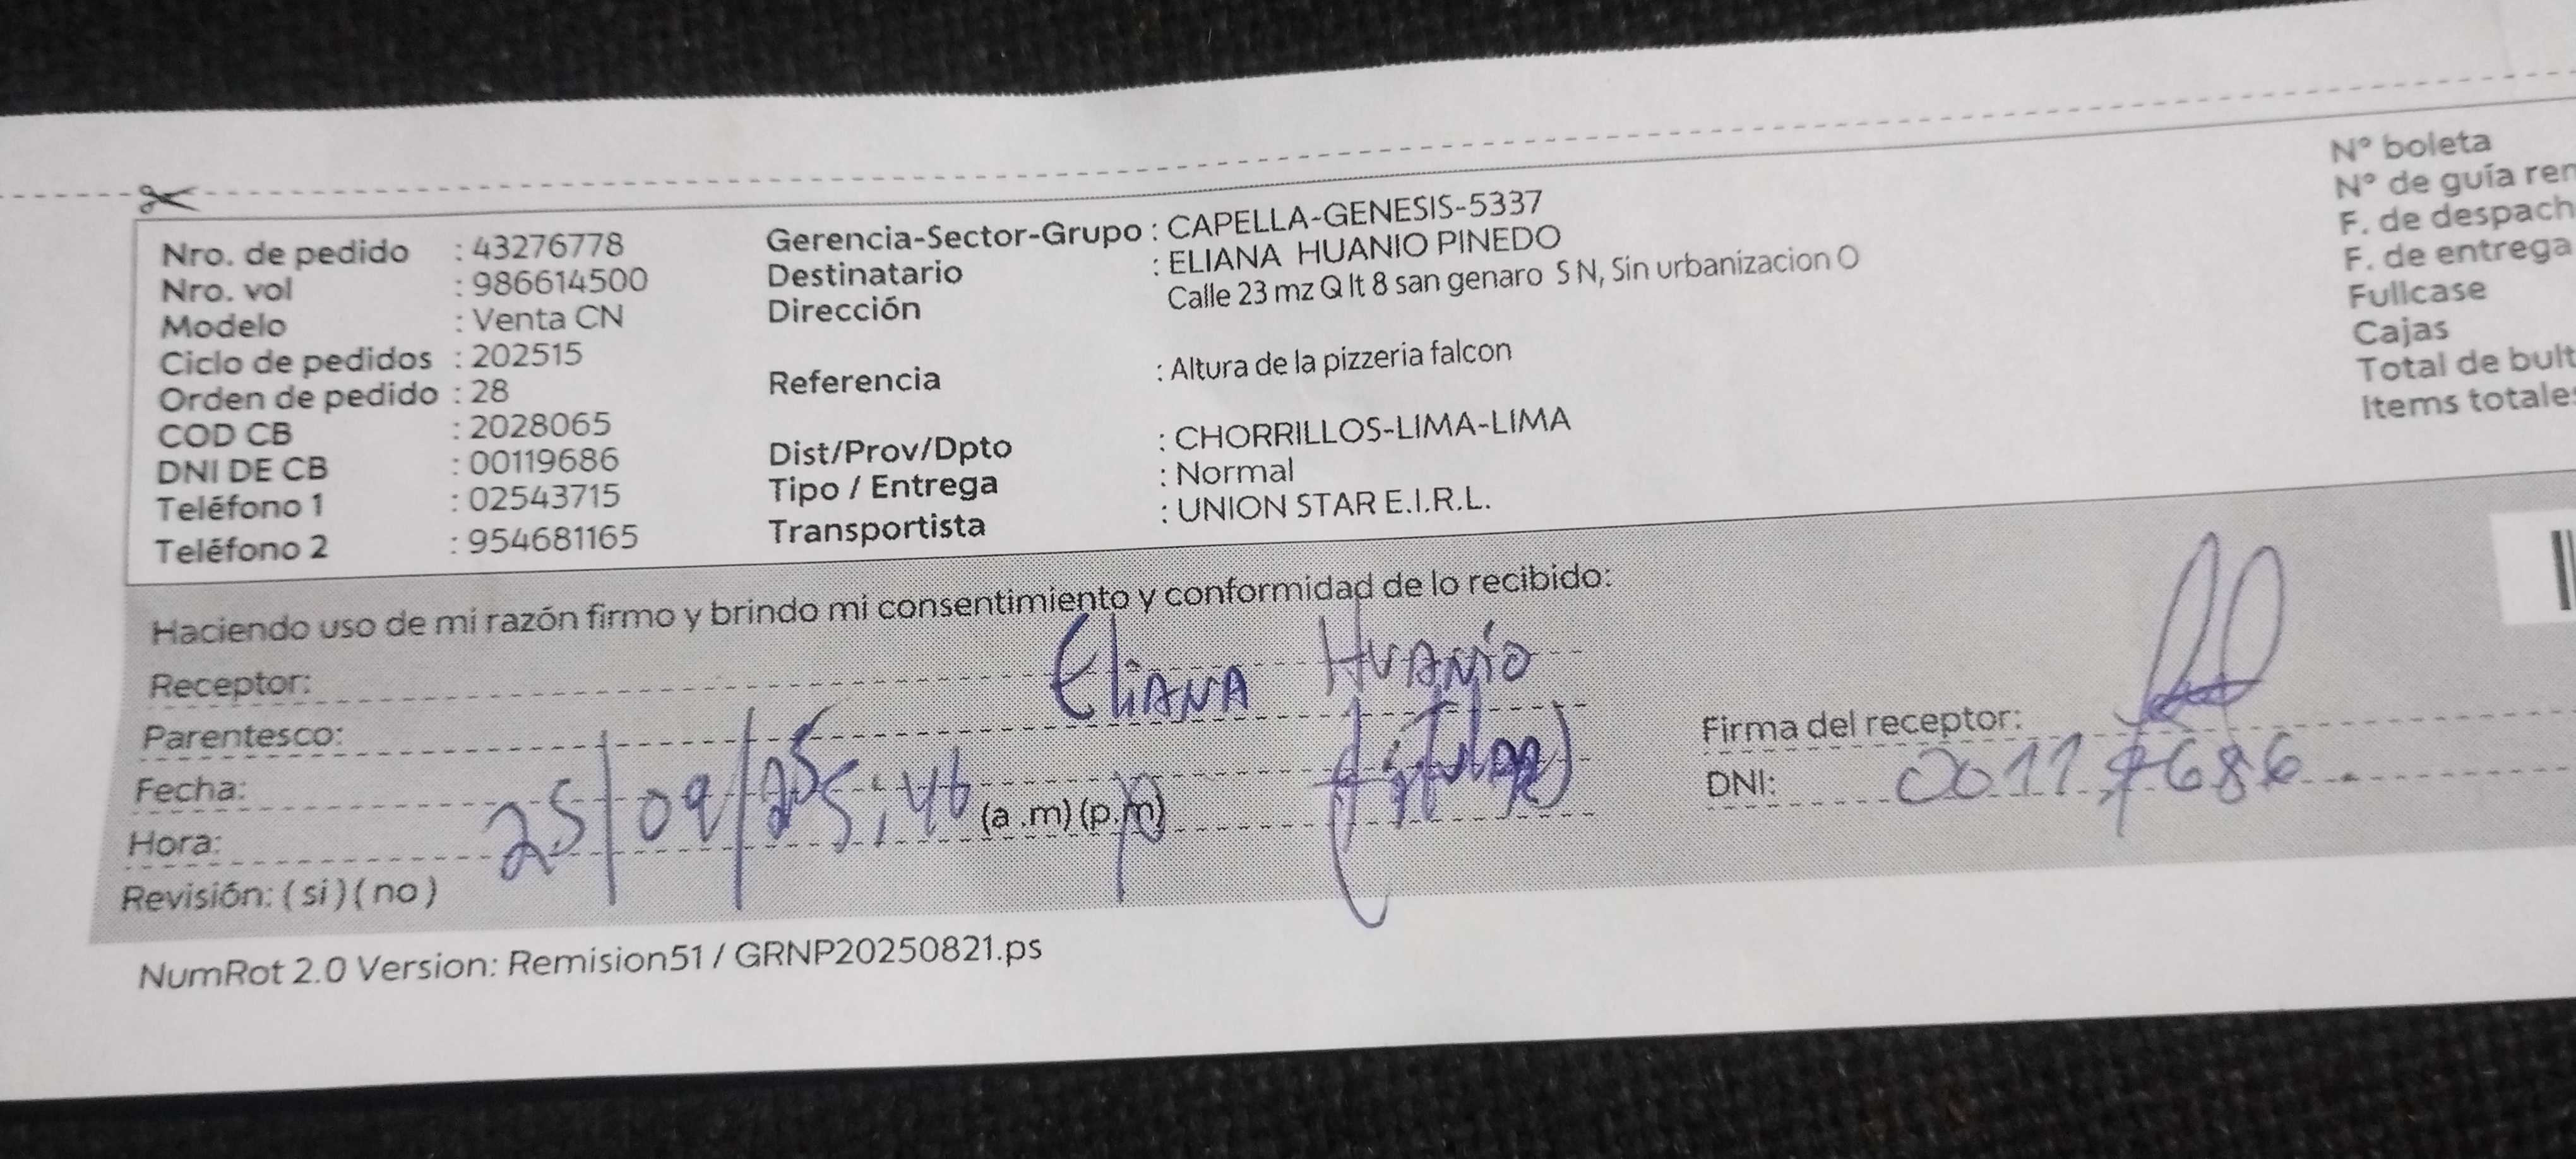 Nro. de pedido : 43276778
Nro. vol : 986614500
Modelo : Venta CN
Ciclo de pedidos : 202515
Orden de pedido : 28
COD CB : 2028065
DNI DE CB : 00119686
Teléfono 1 : 02543715
Teléfono 2 : 954681165
Gerencia-Sector-Grupo : CAPELLA-GENESIS-5337
Destinatario : ELIANA HUANIO PINEDO
Dirección Calle 23 mz Q lt 8 san genaro S N, Sin urbanizacion O
Referencia : Altura de la pizzeria falcon
Dist/Prov/Dpto : CHORRILLOS-LIMA-LIMA
Tipo / Entrega : Normal
Transportista : UNION STAR E.I.R.L.
N° boleta
N° de guía rem
F. de despach
F. de entrega
Fullcase
Cajas
Total de bult
Items totales
Haciendo uso de mi razón firmo y brindo mi consentimiento y conformidad de lo recibido:
Receptor: ELIANA HUANIO
Parentesco: (titular)
Fecha: 25/09/25
Hora: 5:46 (a .m) (p.m)
Revisión: ( si ) ( no )
Firma del receptor:
DNI:
NumRot 2.0 Version: Remision51 / GRNP20250821.ps